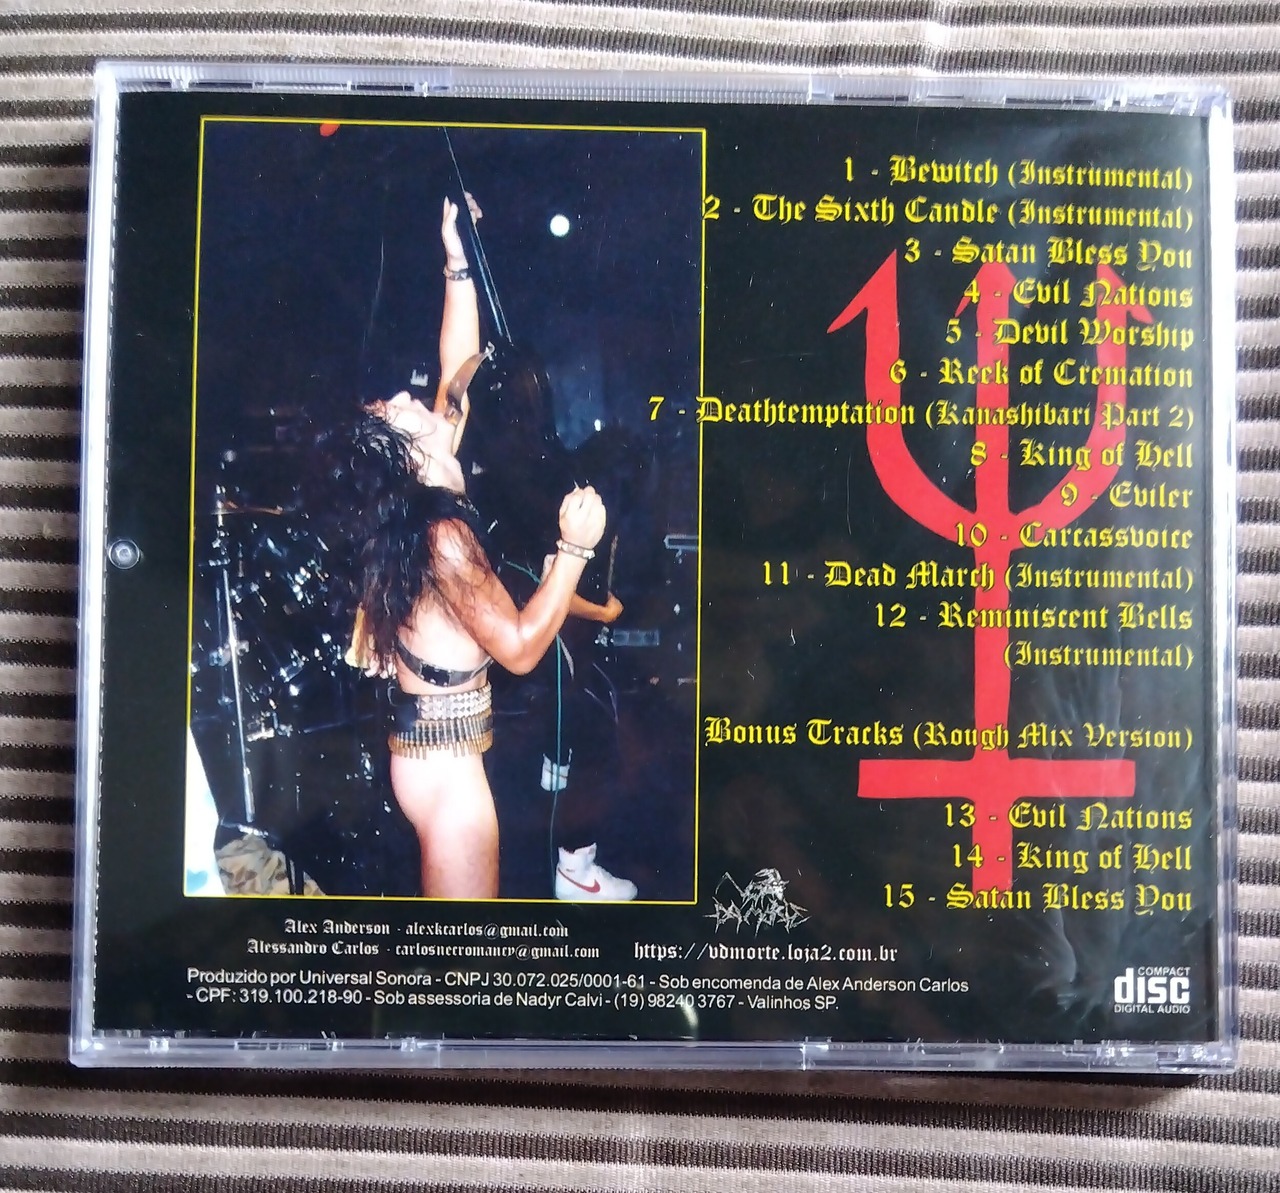 1 - Bewitch (Instrumental)
2 - The Sixth Candle (Instrumental)
3 - Satan Bless You
4 - Evil Nations
5 - Devil Worship
6 - Reek of Cremation
7 - Deathtemptation (Kanashibari Part 2)
8 - King of Hell
9 - Eviler
10 - Carcassvoice
11 - Dead March (Instrumental)
12 - Reminiscent Bells
(Instrumental)
Bonus Tracks (Rough Mix Version)
13 - Evil Nations
14 - King of Hell
15 - Satan Bless You
Alex Anderson - alexkcarlos@gmail.com
Alessandro Carlos - carlosnecromancy@gmail.com
https://vdmorte.loja2.com.br
Produzido por Universal Sonora - CNPJ 30.072.025/0001-61 - Sob encomenda de Alex Anderson Carlos
- CPF: 319.100.218-90 - Sob assessoria de Nadyr Calvi - (19) 98240 3767 - Valinhos SP.
COMPACT
disc
DIGITAL AUDIO